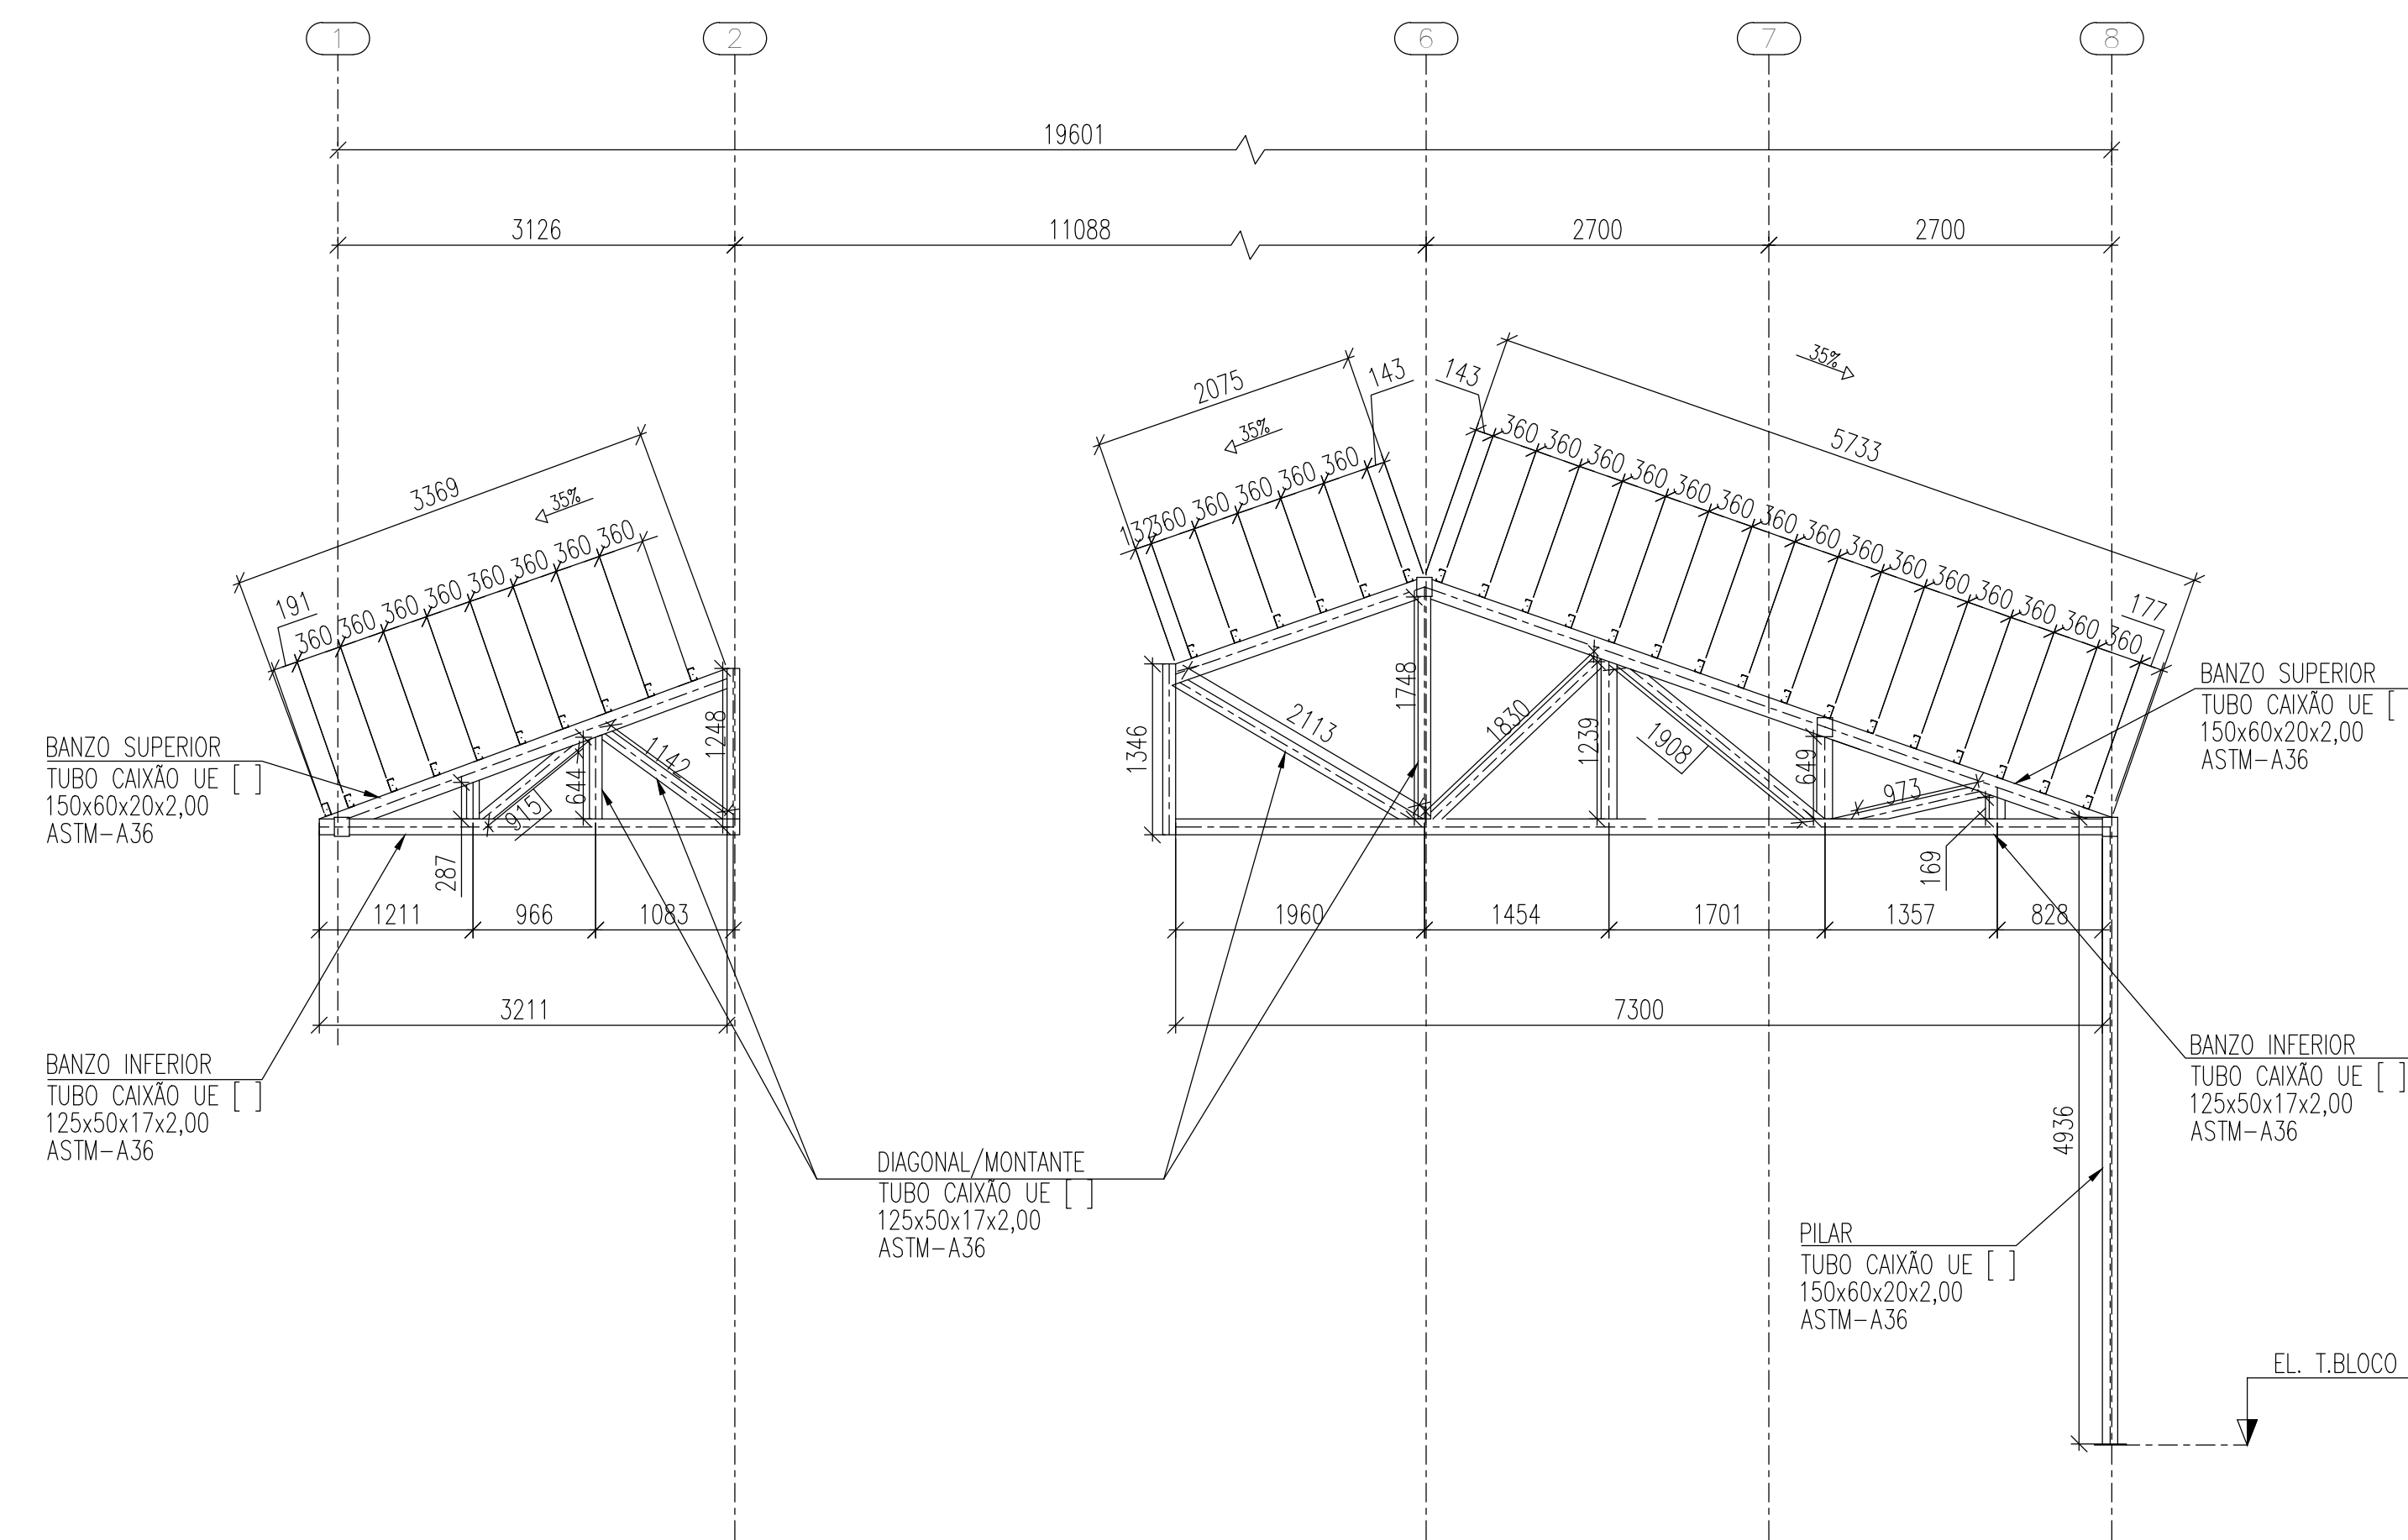 1
2
6
7
8
19601
3126
11088
2700
2700
35%
2075
143
143
35%
5733
3369
35%
360 360 360 360 360
132
360 360 360 360 360 360 360 360 360 360 360 360 360 360 360
177
191
360 360 360 360 360 360 360 360
1248
1142
644
915
287
1346
2113
1748
1830
1239
1908
649
973
169
BANZO SUPERIOR
TUBO CAIXÃO UE [ ]
150x60x20x2,00
ASTM-A36
BANZO SUPERIOR
TUBO CAIXÃO UE [
150x60x20x2,00
ASTM-A36
1211
966
1083
1960
1454
1701
1357
828
3211
7300
BANZO INFERIOR
TUBO CAIXÃO UE [ ]
125x50x17x2,00
ASTM-A36
BANZO INFERIOR
TUBO CAIXÃO UE [ ]
125x50x17x2,00
ASTM-A36
4936
DIAGONAL/MONTANTE
TUBO CAIXÃO UE [ ]
125x50x17x2,00
ASTM-A36
PILAR
TUBO CAIXÃO UE [ ]
150x60x20x2,00
ASTM-A36
EL. T.BLOCO